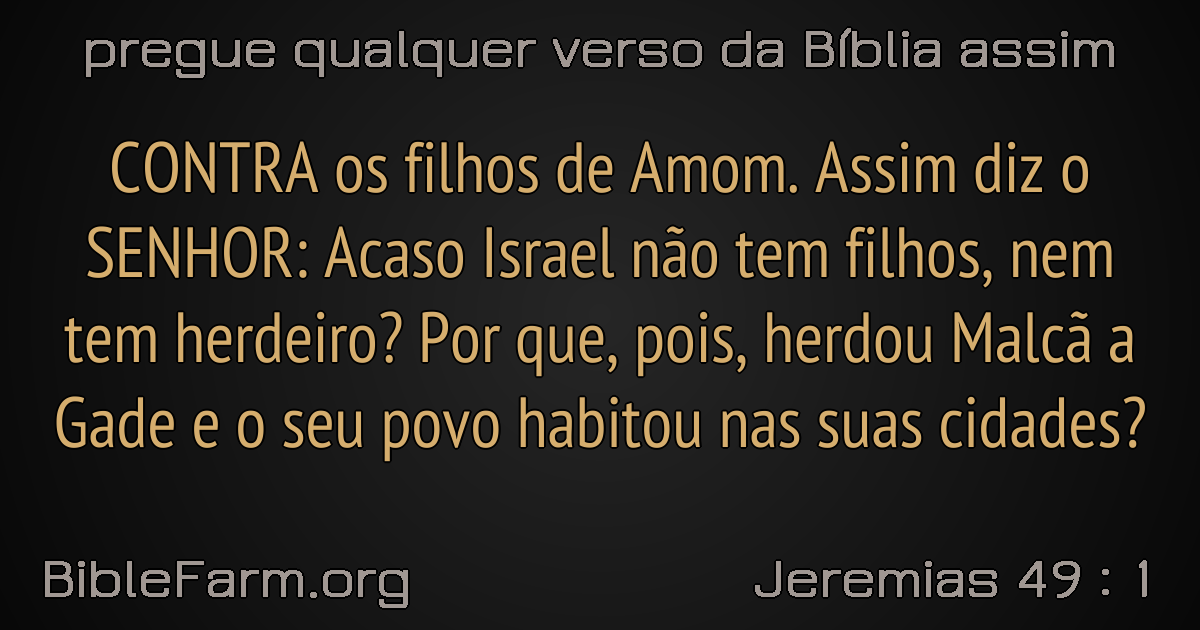 pregue qualquer verso da Bíblia assim
CONTRA os filhos de Amom. Assim diz o
SENHOR: Acaso Israel não tem filhos, nem
tem herdeiro? Por que, pois, herdou Malcã a
Gade e o seu povo habitou nas suas cidades?
BibleFarm.org
Jeremias 49 : 1